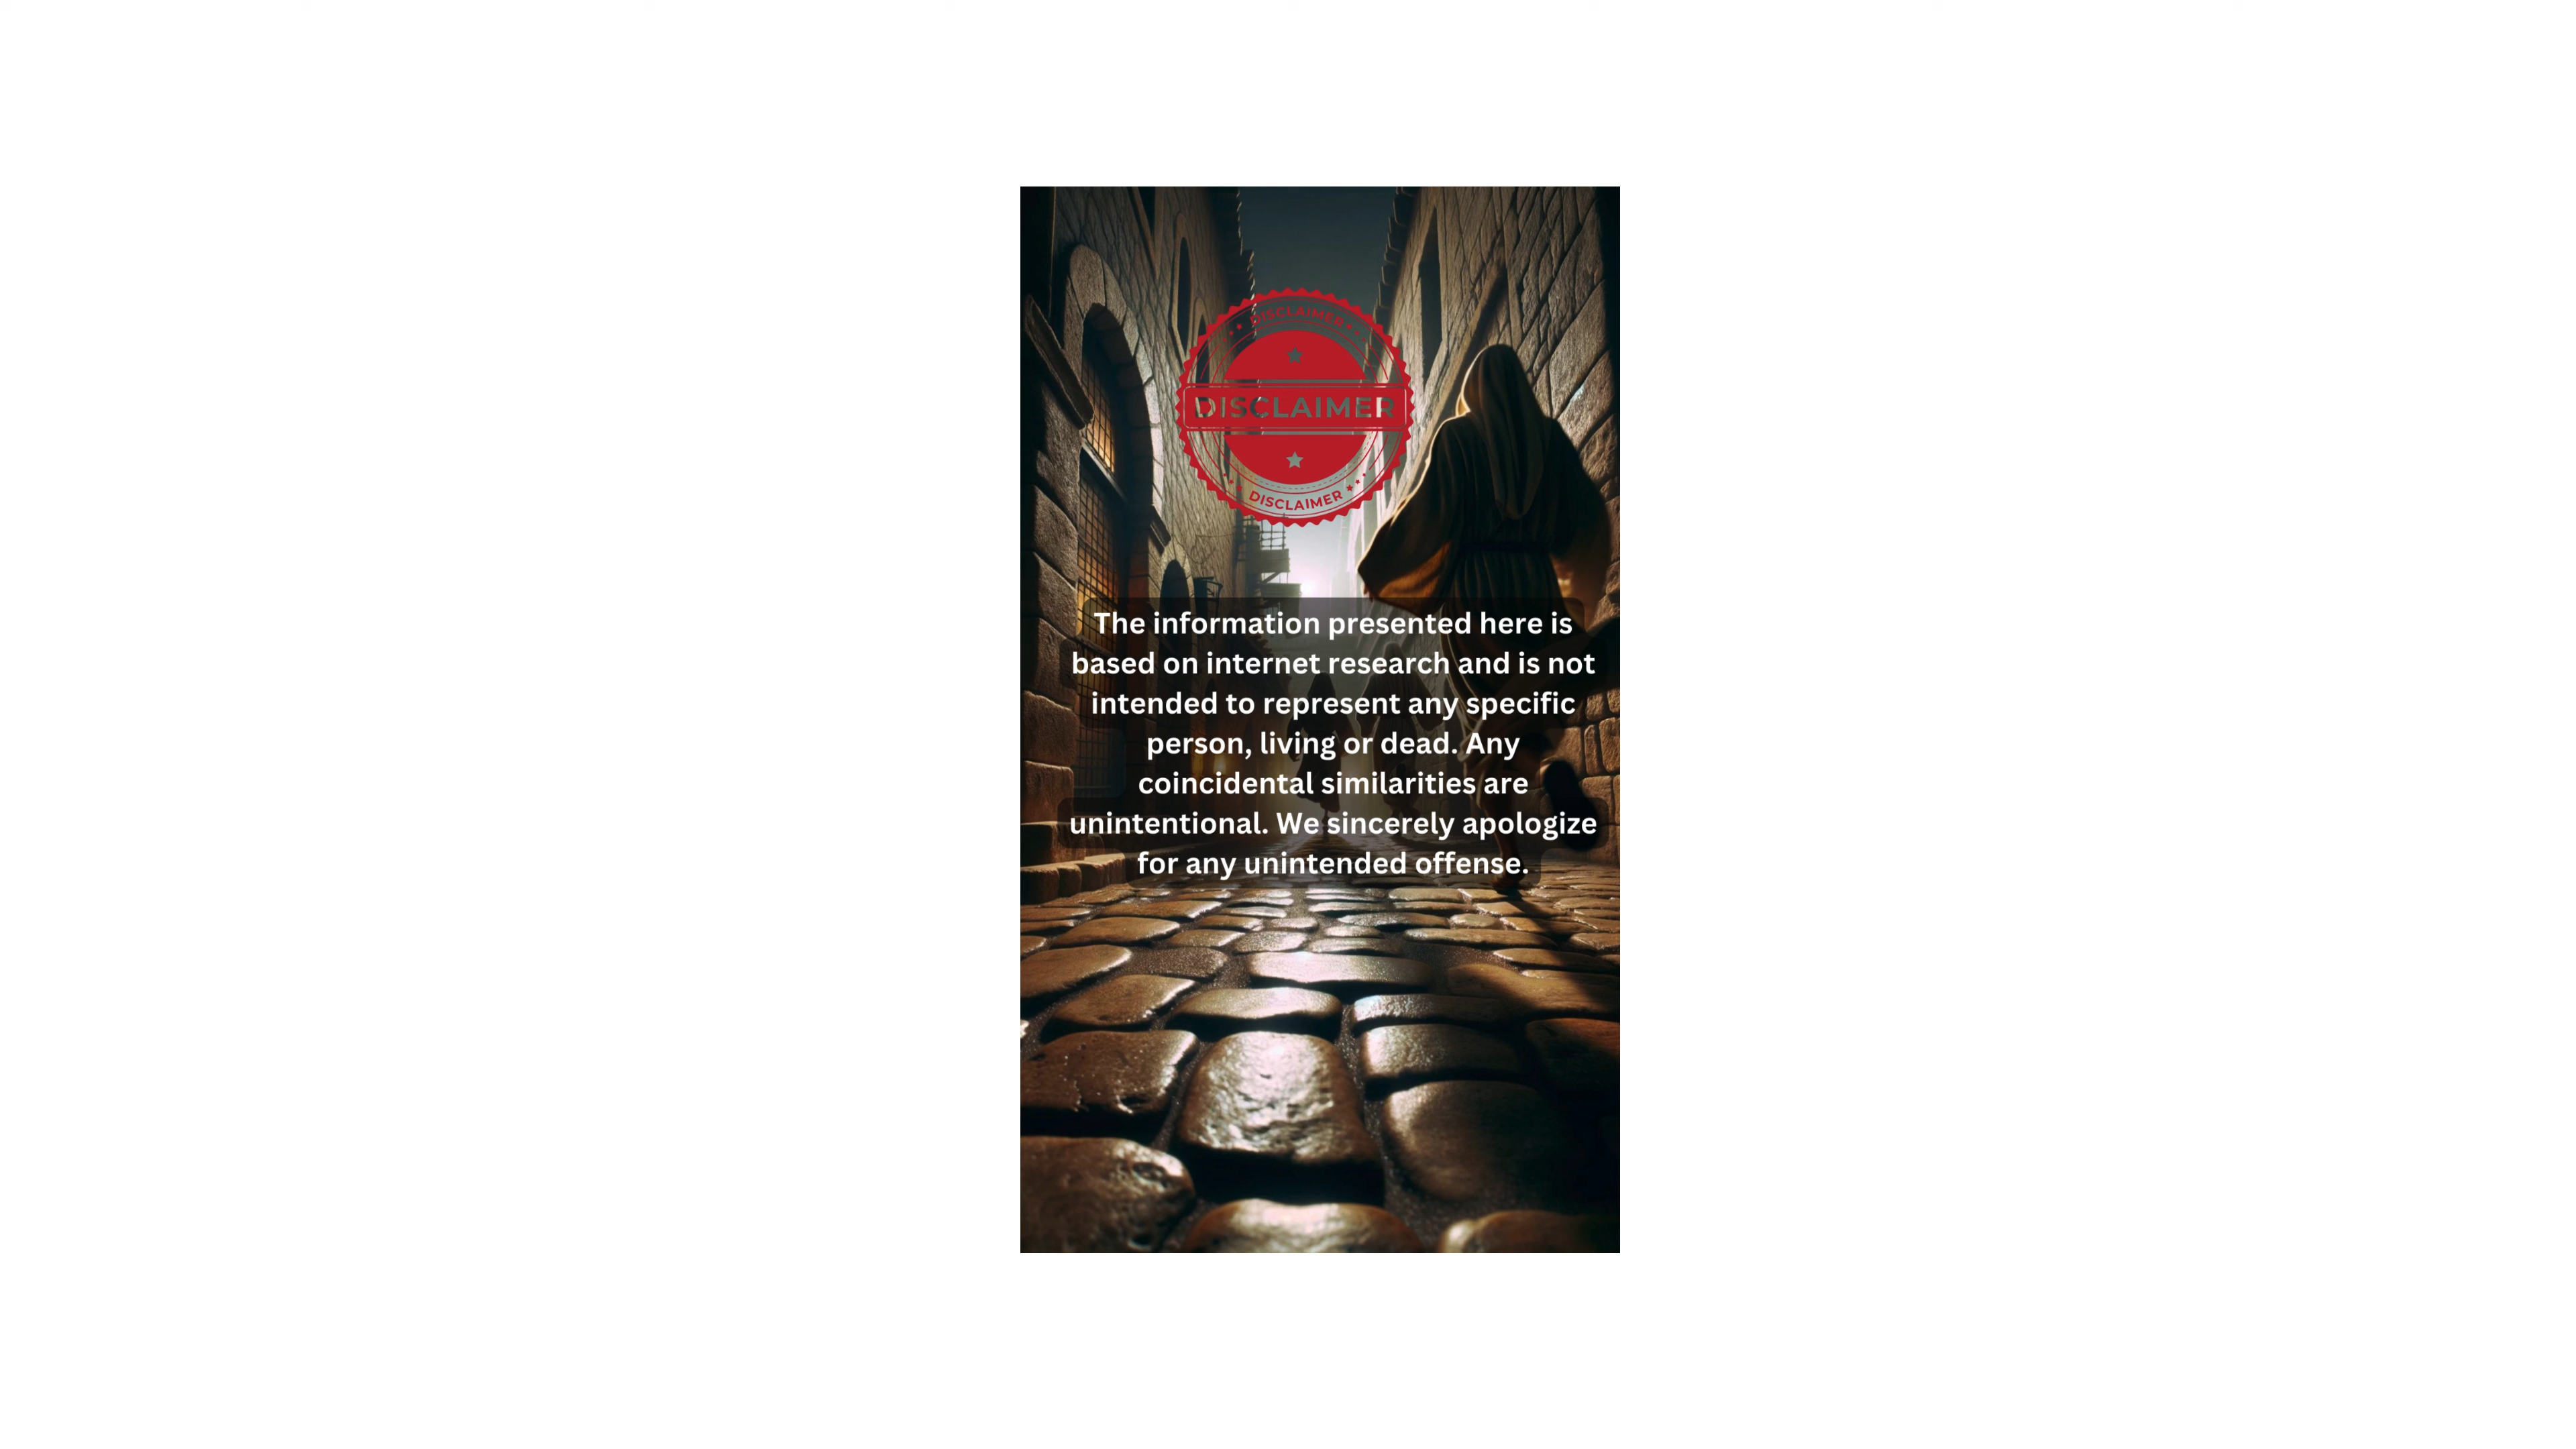 DISCLAIMER
DISCLAIMER
DISCLAIMER
The information presented here is
based on internet research and is not
intended to represent any specific
person, living or dead. Any
coincidental similarities are
unintentional. We sincerely apologize
for any unintended offense.